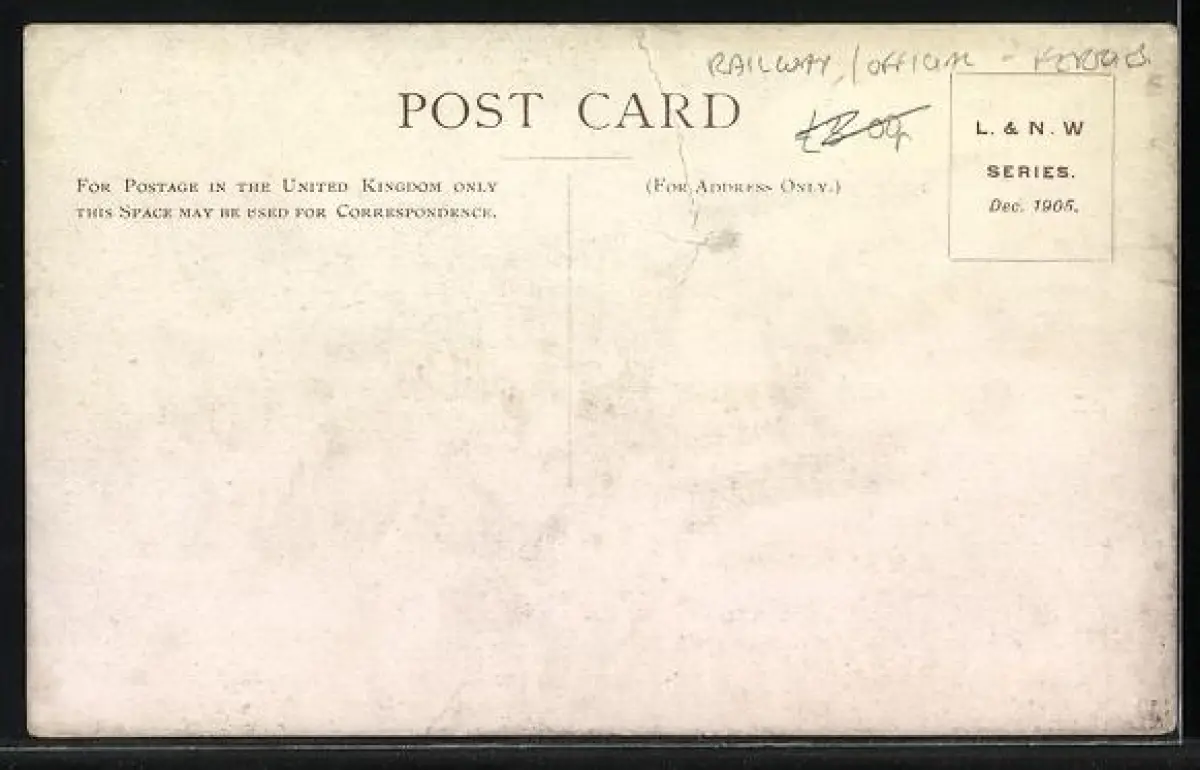 RAILWAY / OFFICIAL -
POST CARD
FOR POSTAGE IN THE UNITED KINGDOM ONLY
THIS SPACE MAY BE USED FOR CORRESPONDENCE.
(FOR ADDRESS ONLY.)
L. & N. W
SERIES.
Dec. 1905.